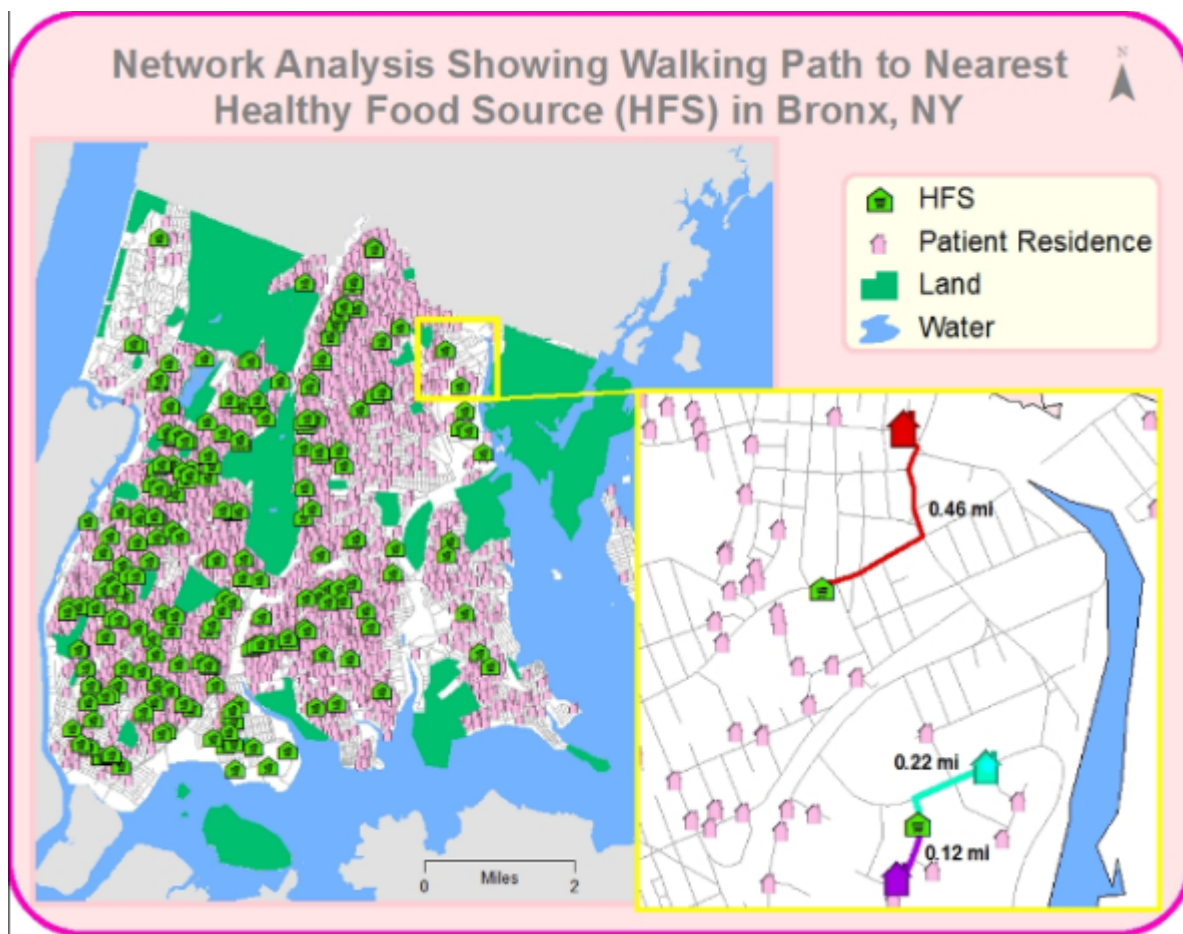 Network Analysis Showing Walking Path to Nearest
Healthy Food Source (HFS) in Bronx, NY
N
HFS
Patient Residence
Land
Water
0.46 mi
0.22 mi
0.12 mi
0 Miles 2